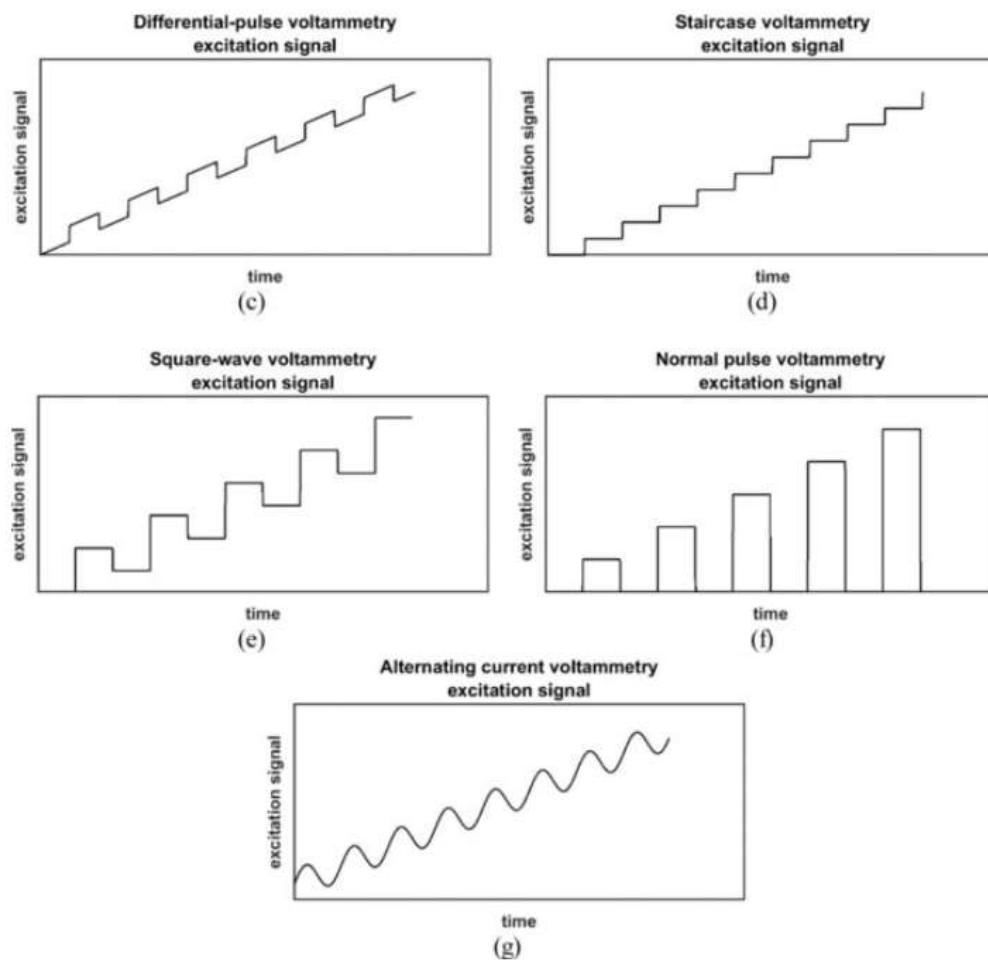 Differential-pulse voltammetry
excitation signal
excitation signal
time
(c)
Staircase voltammetry
excitation signal
excitation signal
time
(d)
Square-wave voltammetry
excitation signal
excitation signal
time
(e)
Normal pulse voltammetry
excitation signal
excitation signal
time
(f)
Alternating current voltammetry
excitation signal
excitation signal
time
(g)